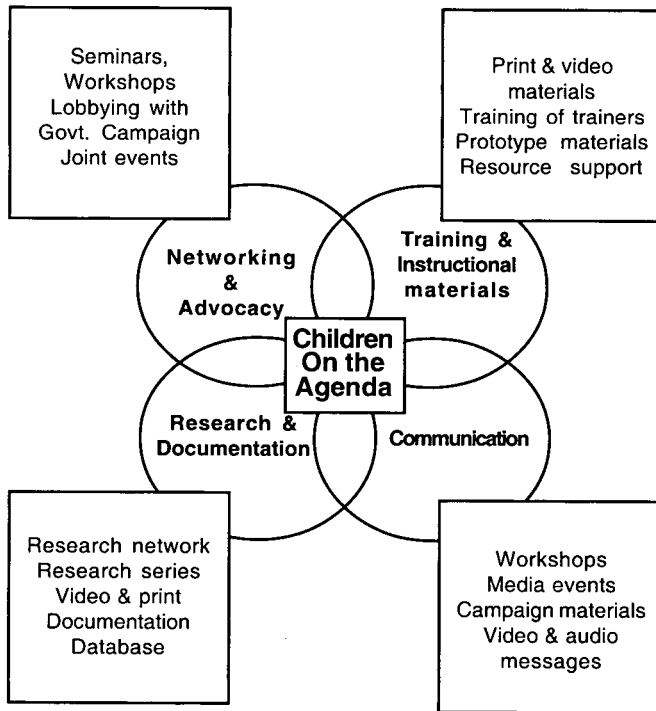 Seminars,
Workshops
Lobbying with
Govt. Campaign
Joint events
Print & video
materials
Training of trainers
Prototype materials
Resource support
Networking
&
Advocacy
Training &
Instructional
materials
Children
On the
Agenda
Research &
Documentation
Communication
Research network
Research series
Video & print
Documentation
Database
Workshops
Media events
Campaign materials
Video & audio
messages